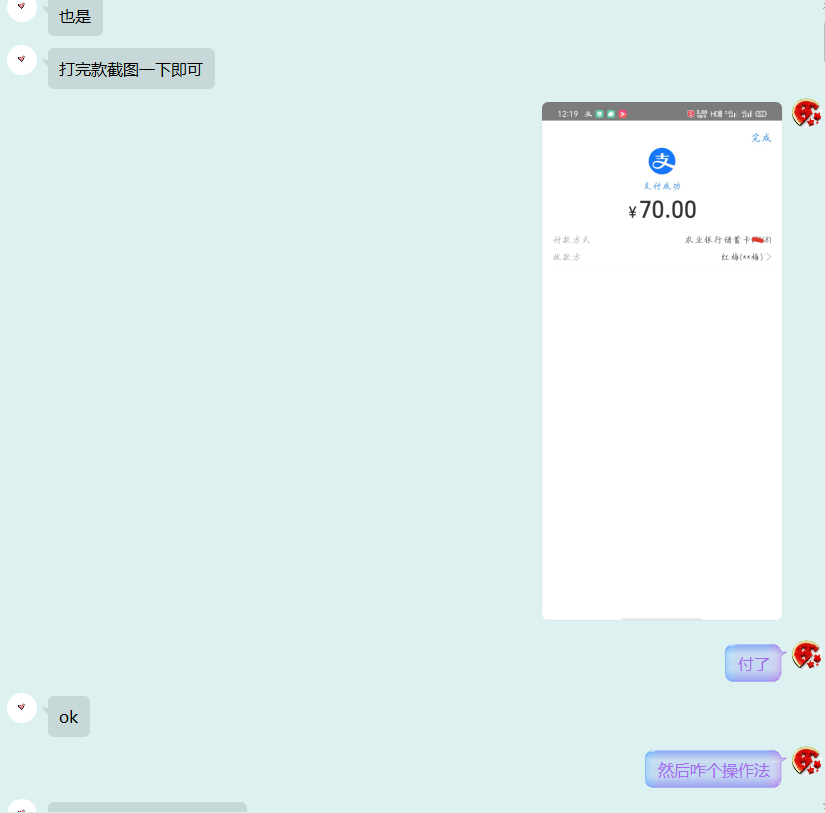 也是
打完款截图一下即可
12:19
完成
支付成功
¥70.00
付款方式 农业银行储蓄卡
收款方 红梅(**梅)
付了
ok
然后咋个操作法